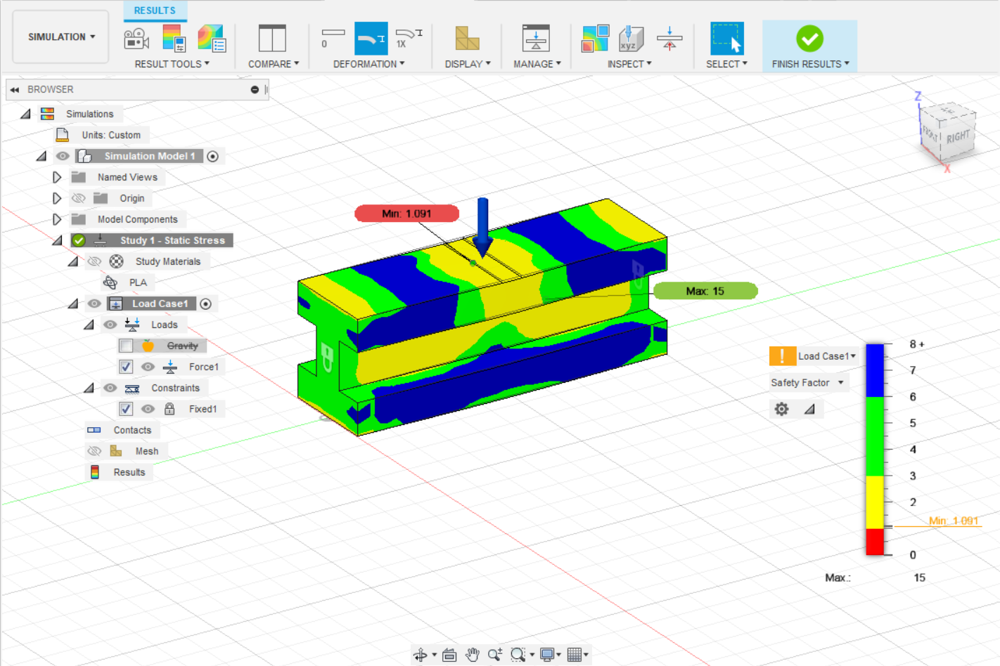 RESULTS
SIMULATION
0
1X
xyz
RESULT TOOLS
COMPARE
DEFORMATION
DISPLAY
MANAGE
INSPECT
SELECT
FINISH RESULTS
BROWSER
Simulations
Units: Custom
Simulation Model 1
Named Views
Origin
Model Components
Study 1 - Static Stress
Study Materials
PLA
Load Case1
Loads
Gravity
Force1
Constraints
Fixed1
Contacts
Mesh
Results
Z
FRONT
RIGHT
X
Min: 1.091
Max: 15
Load Case1
Safety Factor
8 +
7
6
5
4
3
2
Min: 1.091
0
Max.: 15